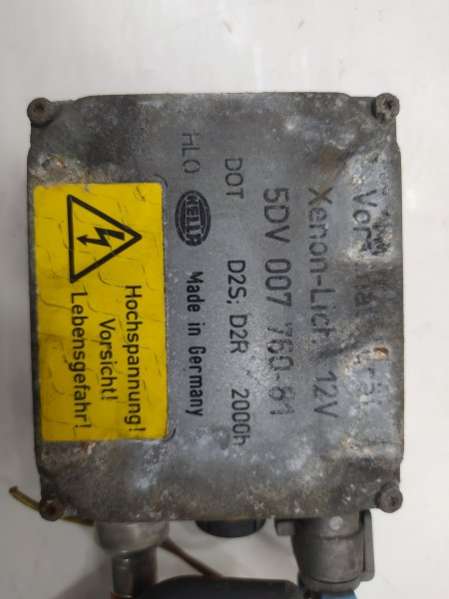 Xenon-Licht 12V
5DV 007 760-61
DOT D2S; D2R 2000h
HLO HELLA Made in Germany
Hochspannung!
Vorsicht!
Lebensgefahr!